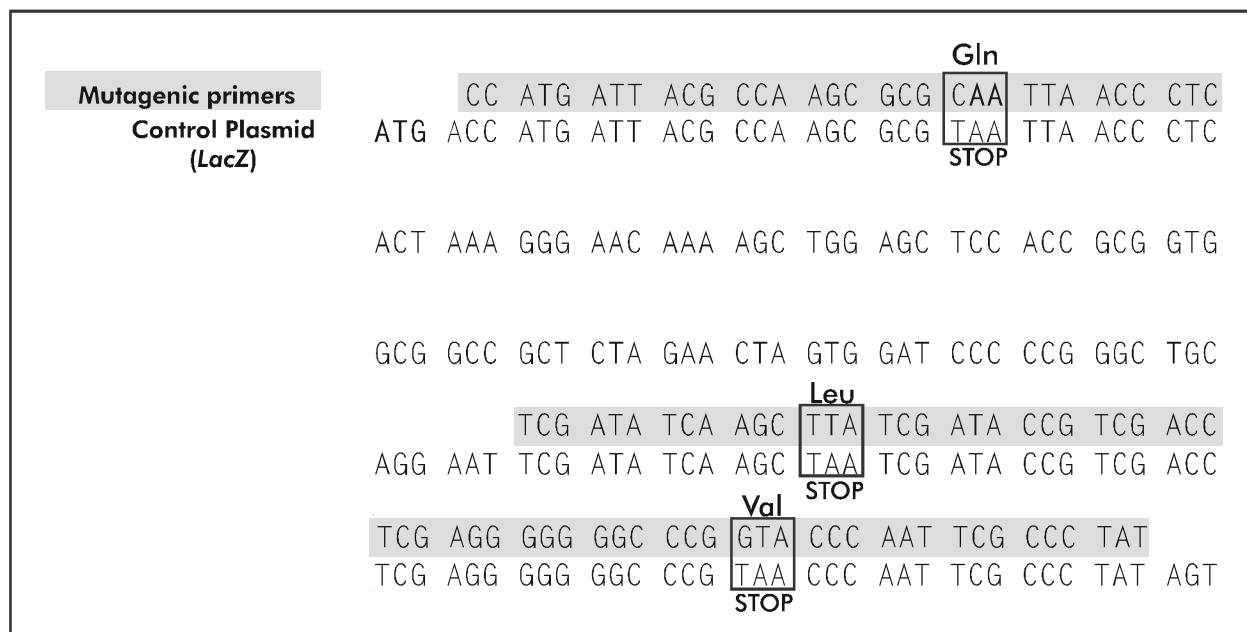 Gln
Mutagenic primers CC ATG ATT ACG CCA AGC GCG CAA TTA ACC CTC
Control Plasmid ATG ACC ATG ATT ACG CCA AGC GCG TAA TTA ACC CTC
(LacZ) STOP
ACT AAA GGG AAC AAA AGC TGG AGC TCC ACC GCG GTG
GCG GCC GCT CTA GAA CTA GTG GAT CCC CCG GGC TGC
Leu
TCG ATA TCA AGC TTA TCG ATA CCG TCG ACC
AGG AAT TCG ATA TCA AGC TAA TCG ATA CCG TCG ACC
STOP
Val
TCG AGG GGG GGC CCG GTA CCC AAT TCG CCC TAT
TCG AGG GGG GGC CCG TAA CCC AAT TCG CCC TAT AGT
STOP